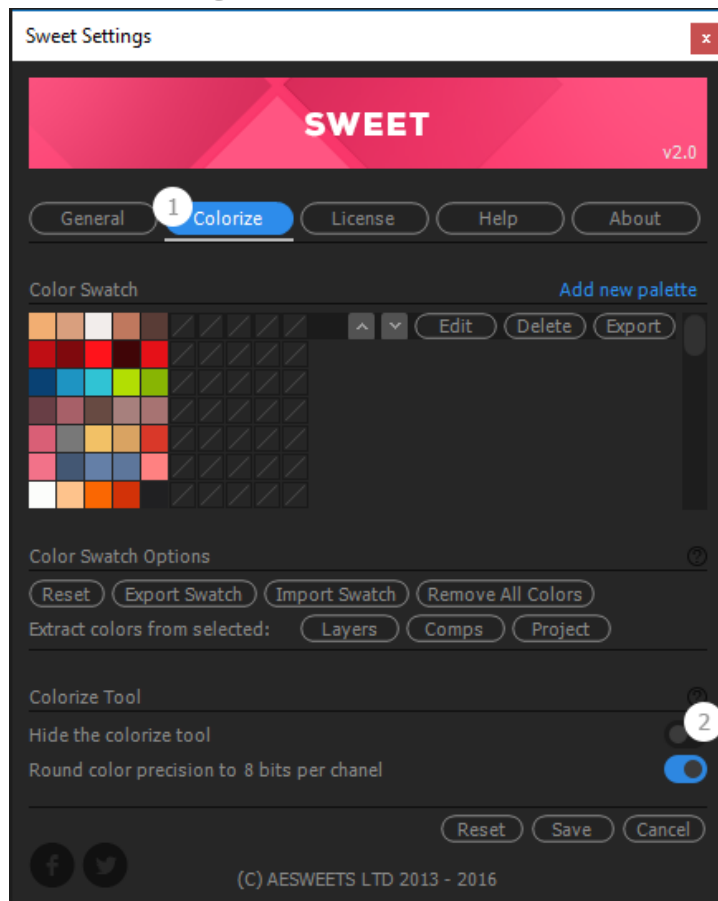 Sweet Settings x
SWEET
v2.0
General 1 Colorize License Help About
Color Swatch Add new palette
Edit Delete Export
Color Swatch Options ?
Reset Export Swatch Import Swatch Remove All Colors
Extract colors from selected: Layers Comps Project
Colorize Tool ?
Hide the colorize tool 2
Round color precision to 8 bits per chanel
Reset Save Cancel
f (C) AESWEETS LTD 2013 - 2016